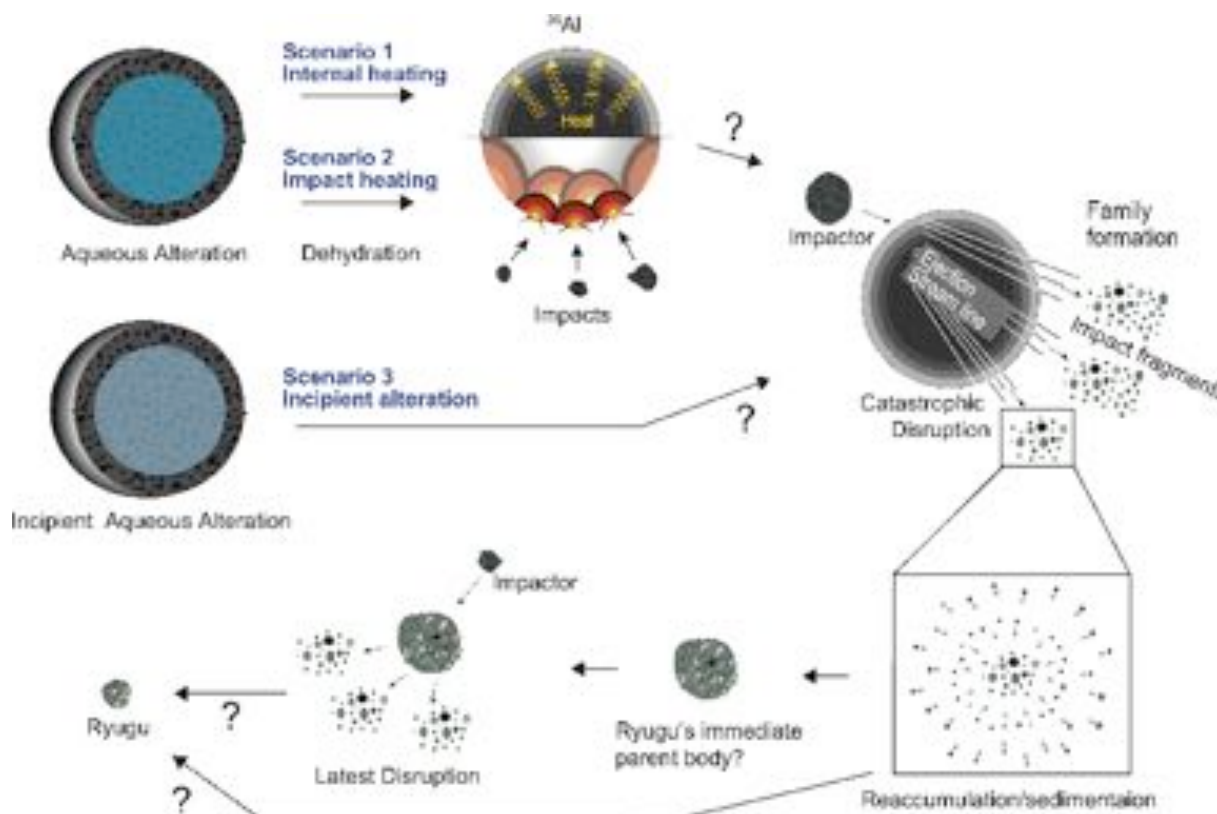 ²⁶Al
Scenario 1
Internal heating
Heat
?
Scenario 2
Impact heating
Impactor
Family
formation
Aqueous Alteration
Dehydration
Impacts
Ejection
Stream line
Impact fragments
Scenario 3
Incipient alteration
?
Catastrophic
Disruption
Incipient Aqueous Alteration
Impactor
Ryugu
?
Ryugu's immediate
parent body?
Latest Disruption
?
Reaccumulation/sedimentaion